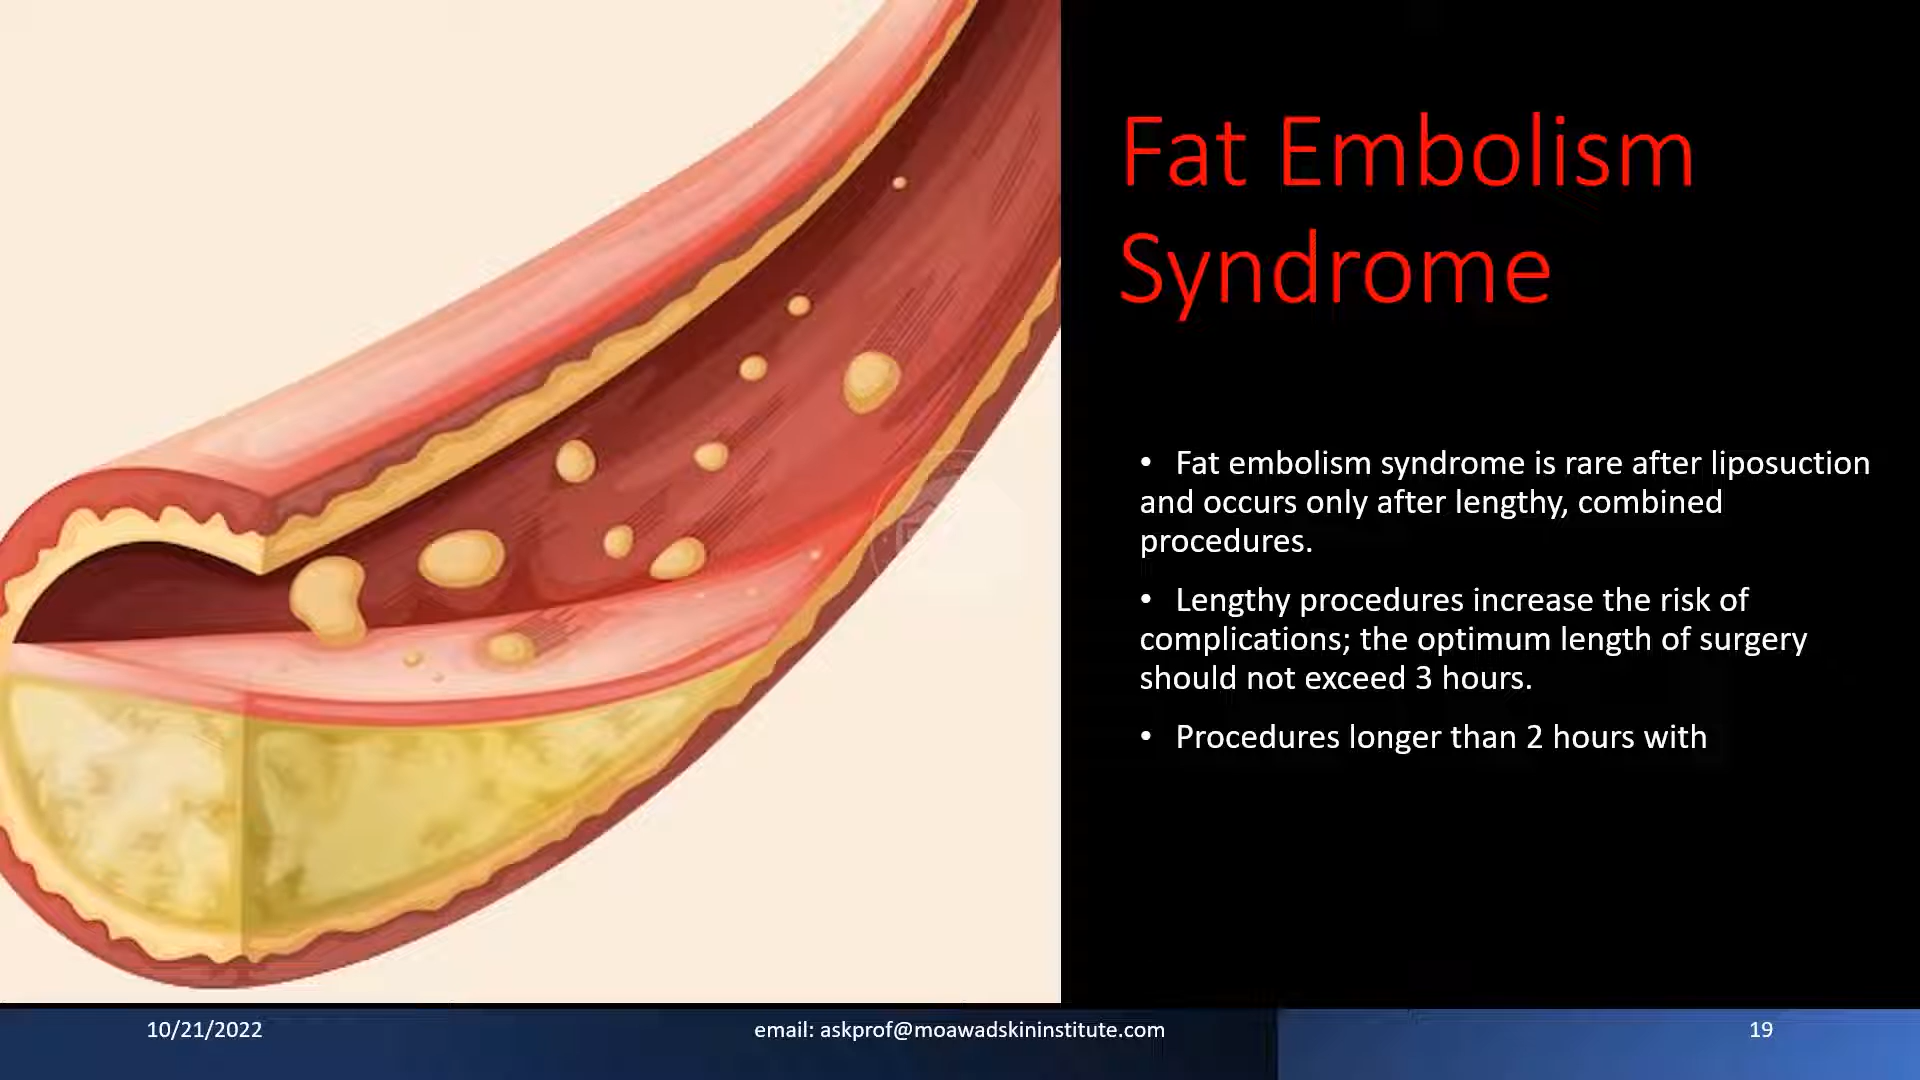 Fat Embolism
Syndrome
• Fat embolism syndrome is rare after liposuction
and occurs only after lengthy, combined
procedures.
• Lengthy procedures increase the risk of
complications; the optimum length of surgery
should not exceed 3 hours.
• Procedures longer than 2 hours with
10/21/2022
email: askprof@moawadskininstitute.com
19